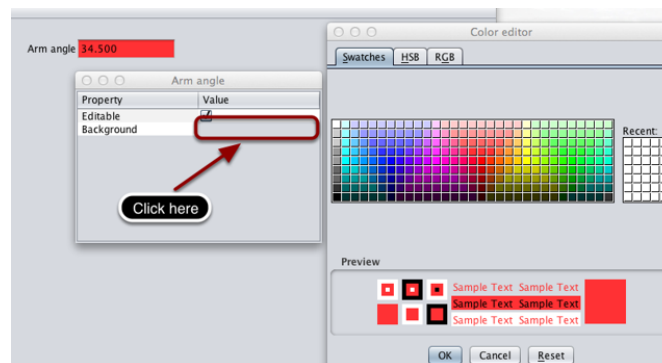 Color editor
Arm angle 34.500
Swatches HSB RGB
Arm angle
Property Value
Editable
Background
Recent:
Click here
Preview
Sample Text Sample Text
Sample Text Sample Text
Sample Text Sample Text
OK Cancel Reset